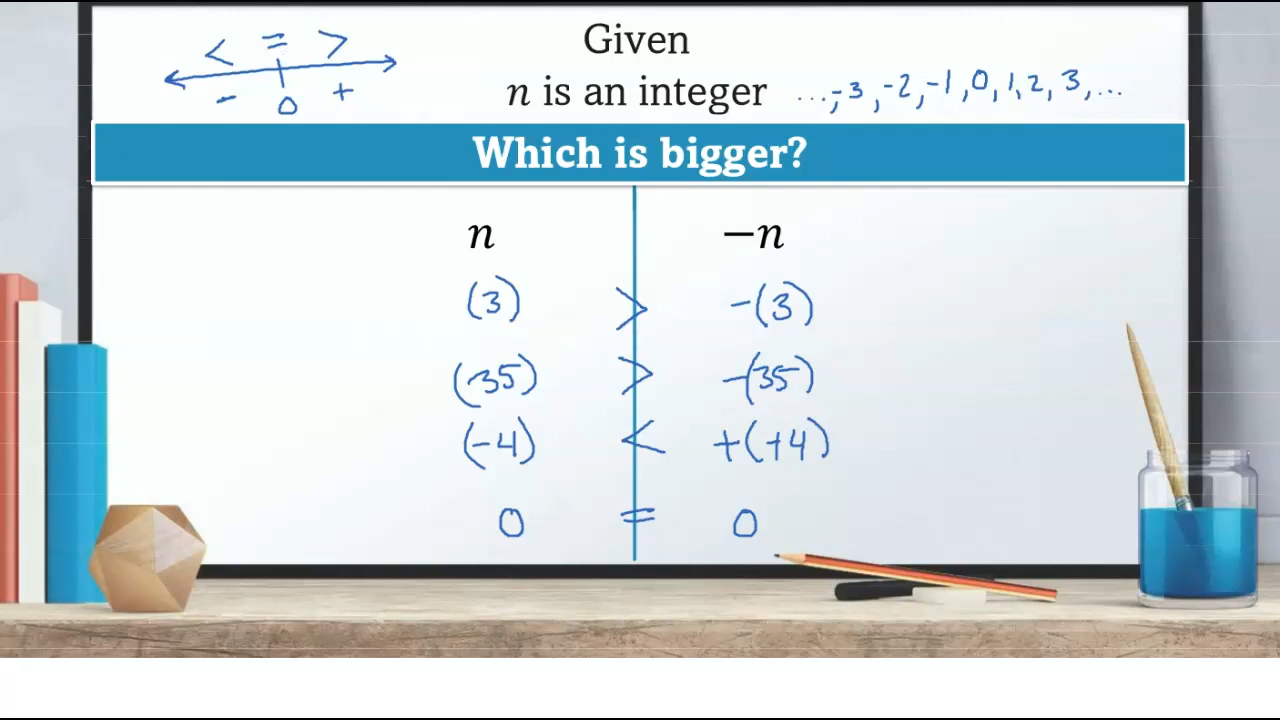 < = >
- 0 +
Given
n is an integer ...,-3,-2,-1,0,1,2,3,...
Which is bigger?
n −n
(3) > -(3)
(35) > -(35)
(-4) < +(+4)
0 = 0